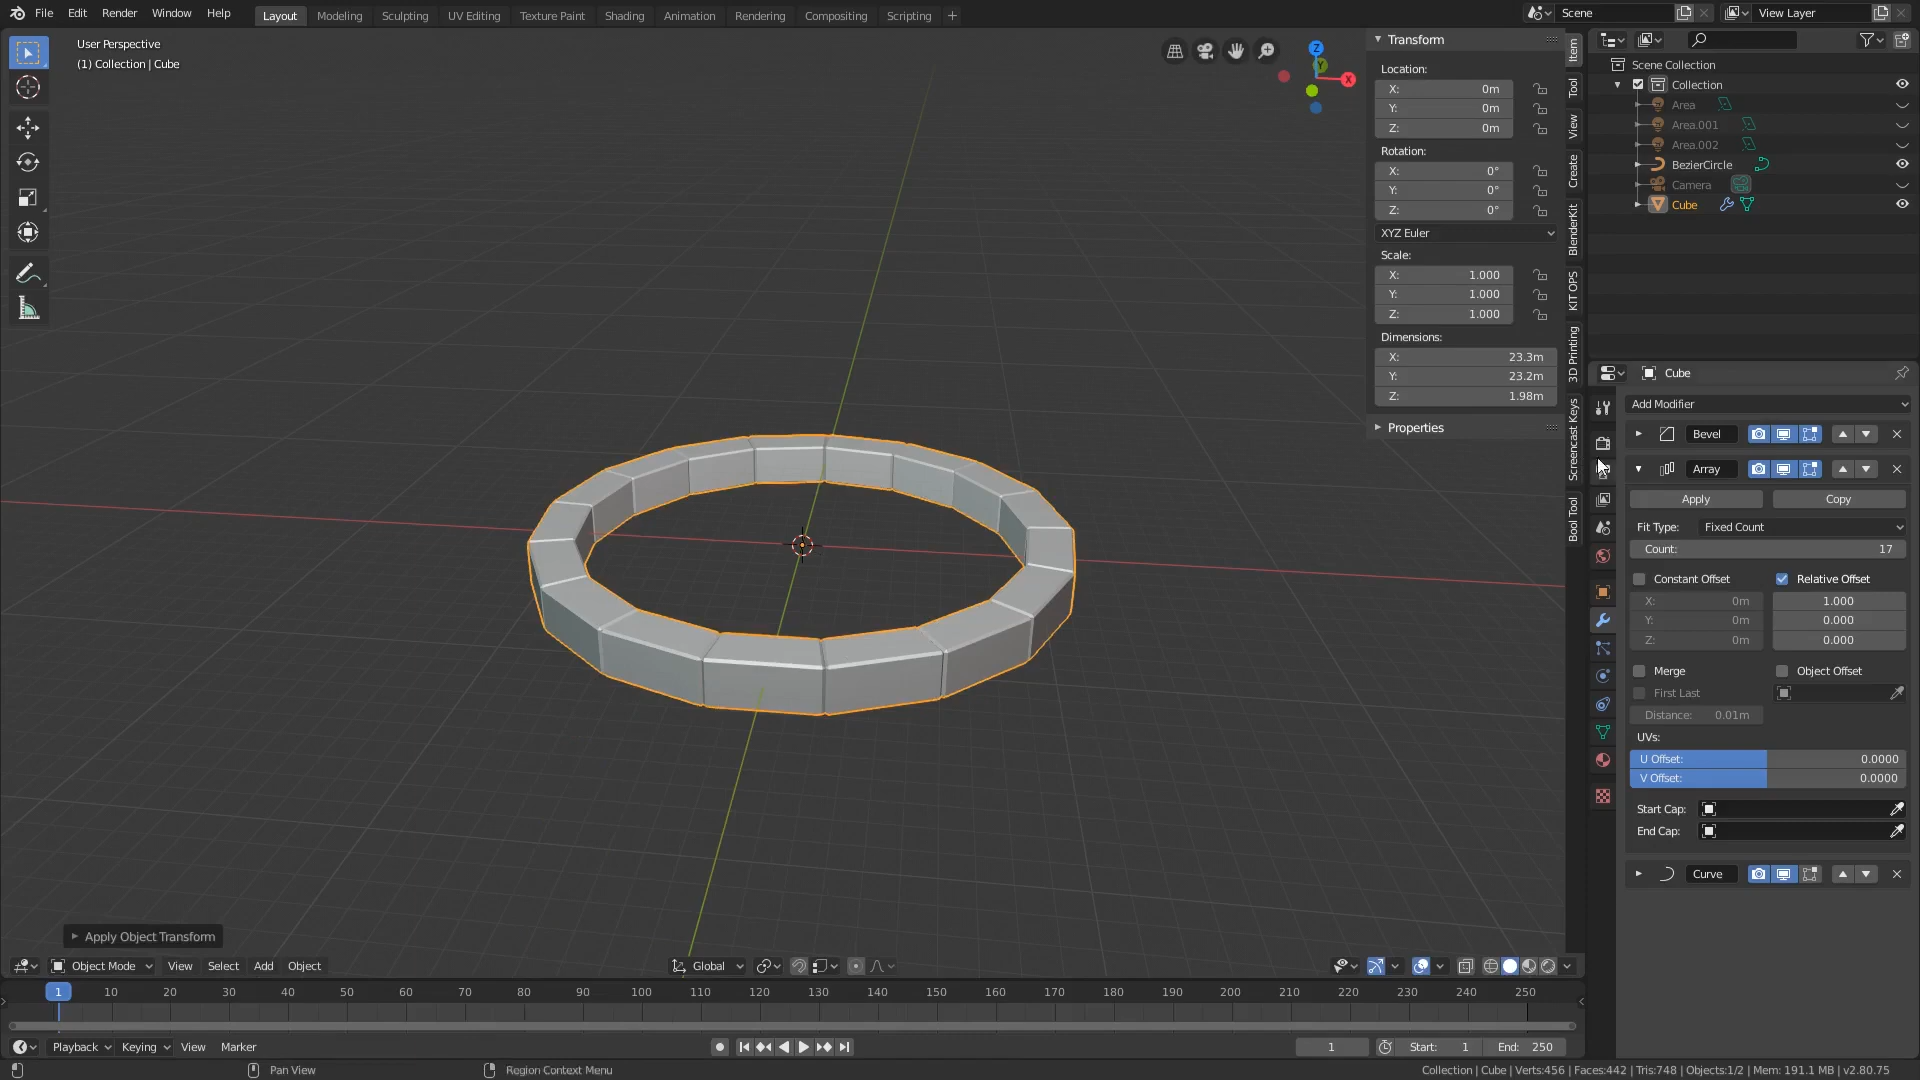 File Edit Render Window Help Layout Modeling Sculpting UV Editing Texture Paint Shading Animation Rendering Compositing Scripting + Scene View Layer
User Perspective
(1) Collection | Cube
Transform
Location:
X: 0m
Y: 0m
Z: 0m
Rotation:
X: 0°
Y: 0°
Z: 0°
XYZ Euler
Scale:
X: 1.000
Y: 1.000
Z: 1.000
Dimensions:
X: 23.3m
Y: 23.2m
Z: 1.98m
Properties
Item
Tool
View
Create
BlenderKit
KIT OPS
3D Printing
Screencast Keys
Bool Tool
Z
Y
X
Scene Collection
Collection
Area
Area.001
Area.002
BezierCircle
Camera
Cube
Cube
Add Modifier
Bevel
Array
Apply Copy
Fit Type: Fixed Count
Count: 17
Constant Offset Relative Offset
X: 0m 1.000
Y: 0m 0.000
Z: 0m 0.000
Merge Object Offset
First Last
Distance: 0.01m
UVs:
U Offset: 0.0000
V Offset: 0.0000
Start Cap:
End Cap:
Curve
Apply Object Transform
Object Mode View Select Add Object Global
1 10 20 30 40 50 60 70 80 90 100 110 120 130 140 150 160 170 180 190 200 210 220 230 240 250
Playback Keying View Marker 1 Start: 1 End: 250
Pan View Region Context Menu Collection | Cube | Verts:456 | Faces:442 | Tris:748 | Objects:1/2 | Mem: 191.1 MB | v2.80.75